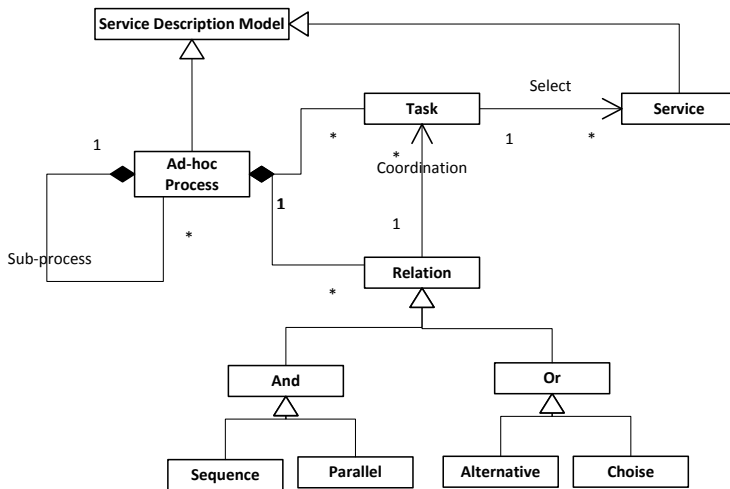 Service Description Model
Select
Task
Service
*
1
*
1
Ad-hoc
Process
*
Coordination
1
*
1
Sub-process
Relation
*
And
Or
Sequence
Parallel
Alternative
Choise